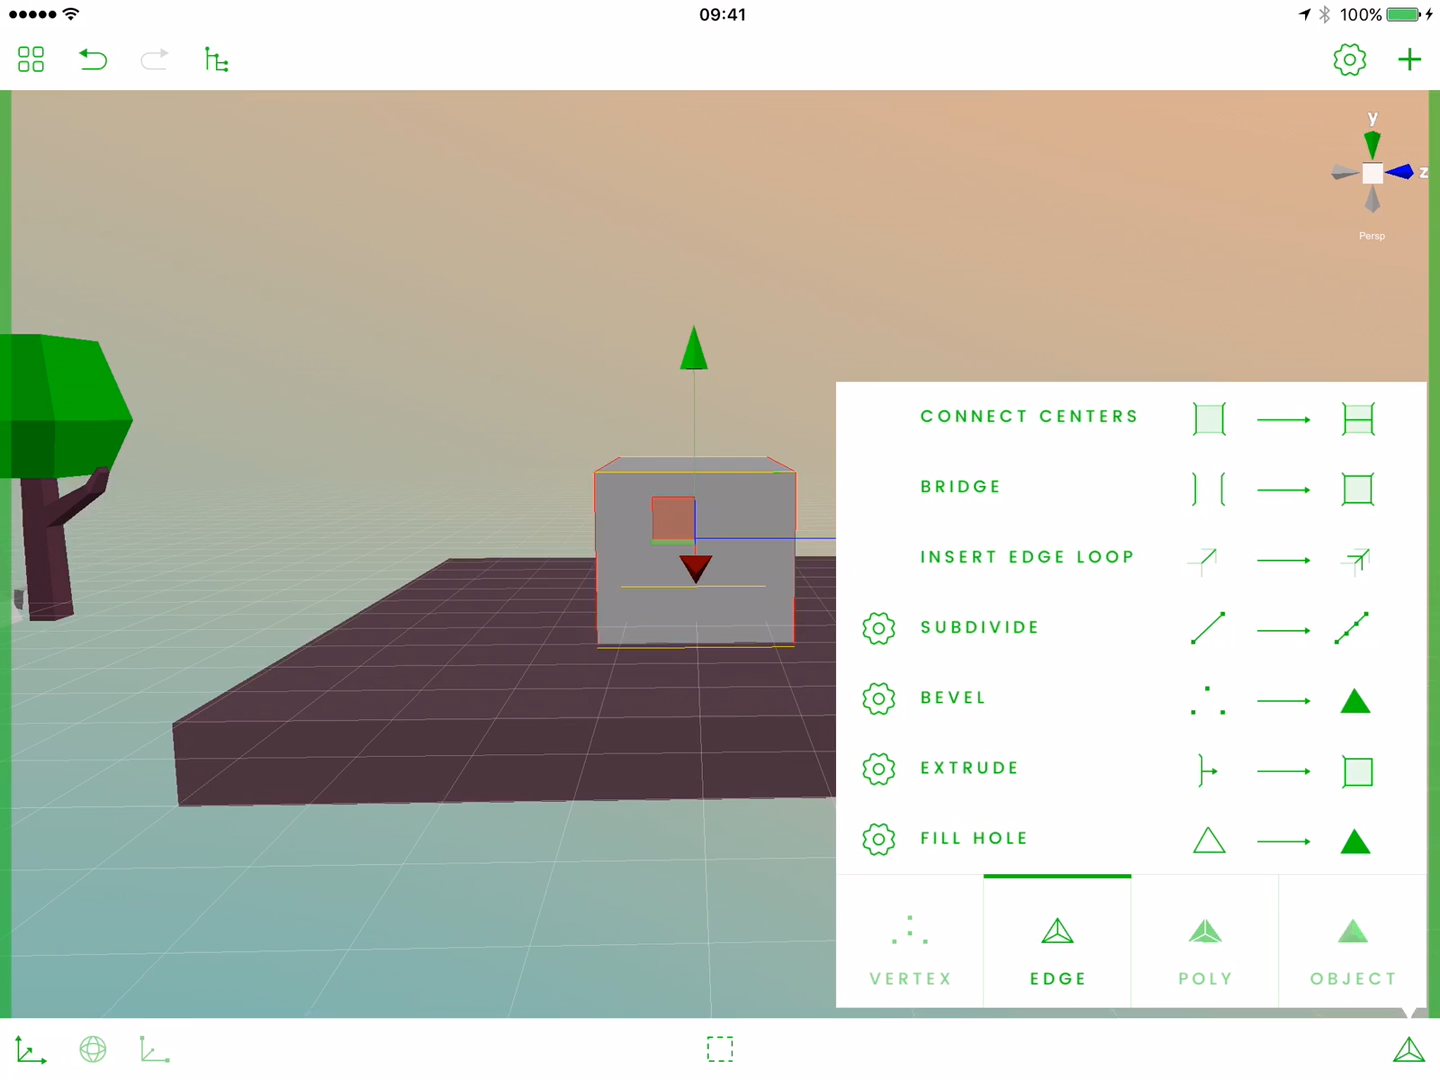 09:41
100%
y
z
Persp
CONNECT CENTERS
BRIDGE
INSERT EDGE LOOP
SUBDIVIDE
BEVEL
EXTRUDE
FILL HOLE
VERTEX
EDGE
POLY
OBJECT